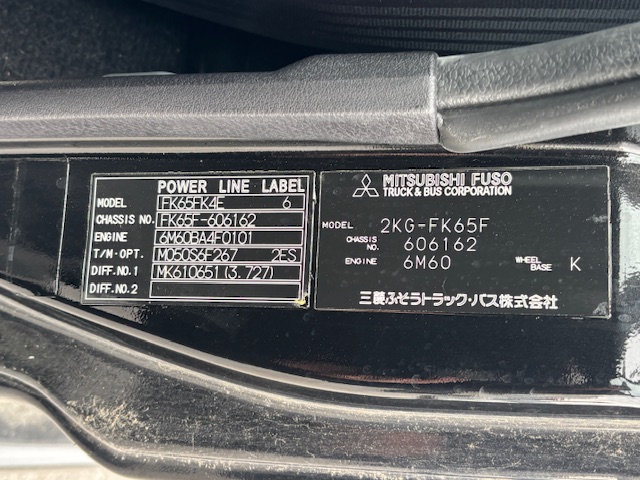 POWER LINE LABEL
MODEL FK65FK4E 6
CHASSIS NO. FK65F-606162
ENGINE 6M60BA4F0101
T/M-OPT. M050S6F267 2ES
DIFF.NO.1 MK610651 (3.727)
DIFF.NO.2
MITSUBISHI FUSO
TRUCK & BUS CORPORATION
MODEL 2KG-FK65F
CHASSIS NO. 606162
ENGINE 6M60 WHEEL BASE K
三菱ふそうトラック・バス株式会社